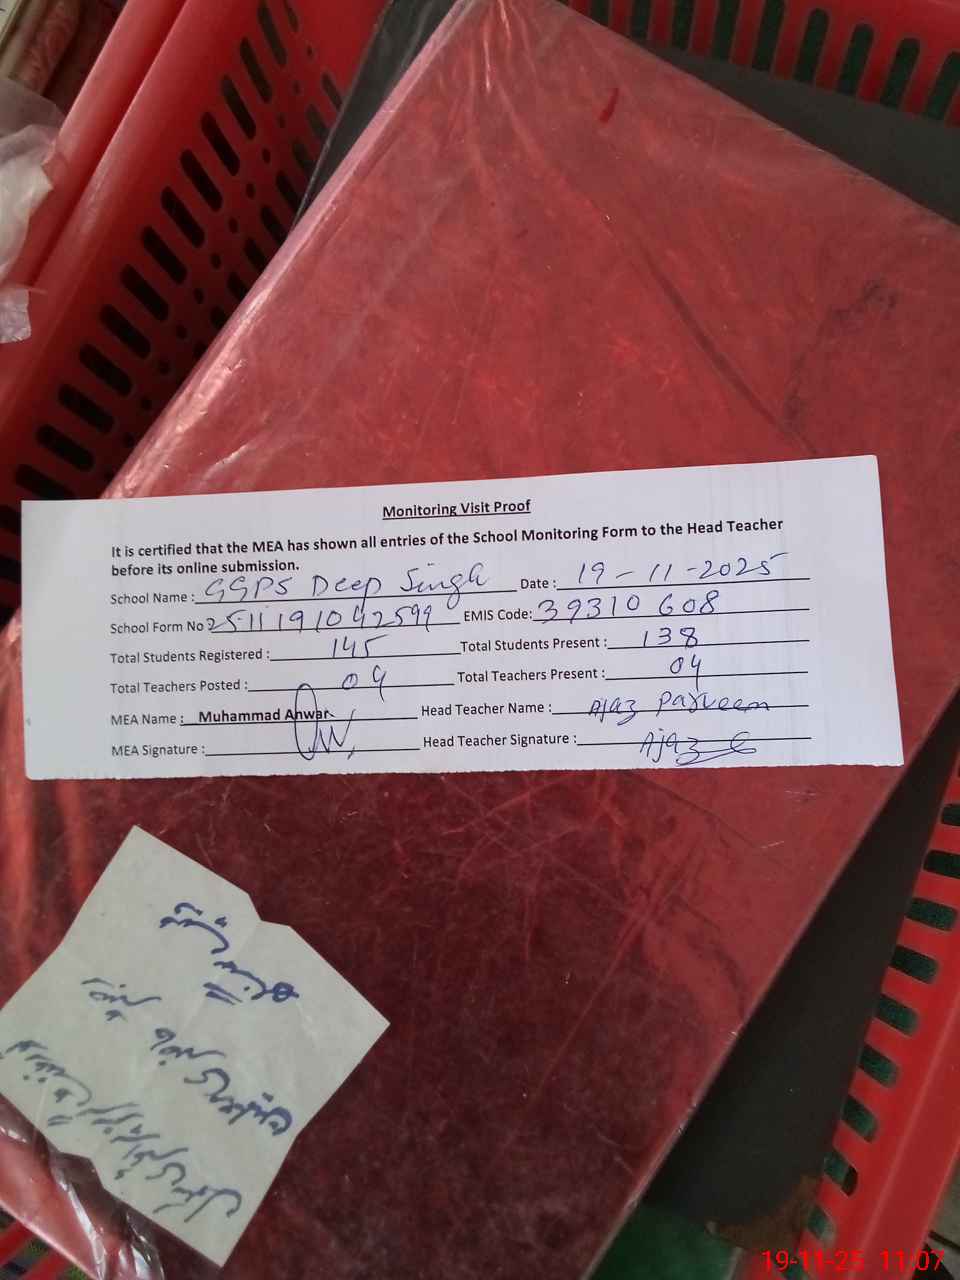 Monitoring Visit Proof
It is certified that the MEA has shown all entries of the School Monitoring Form to the Head Teacher
before its online submission.
School Name : GGPS Deep Singh Date : 19-11-2025
School Form No 2511191042599 EMIS Code: 39310608
Total Students Registered : 145 Total Students Present : 138
Total Teachers Posted : 04 Total Teachers Present : 04
MEA Name : Muhammad Anwar Head Teacher Name : Ajaz Parveen
MEA Signature : Head Teacher Signature : Ajaz
19-11-25 11:07